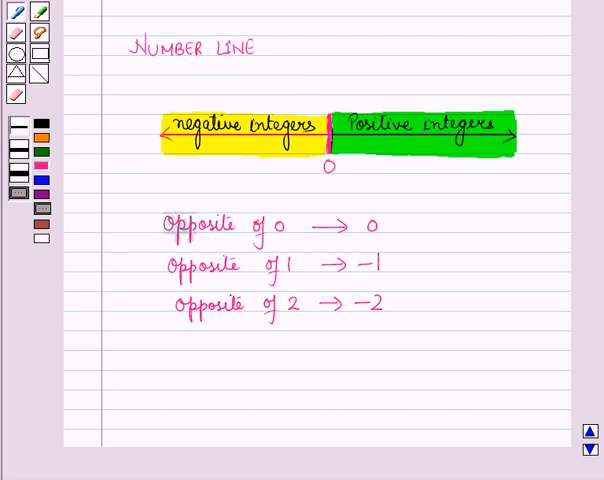 NUMBER LINE
negative integers Positive integers
0
Opposite of 0 → 0
Opposite of 1 → -1
Opposite of 2 → -2